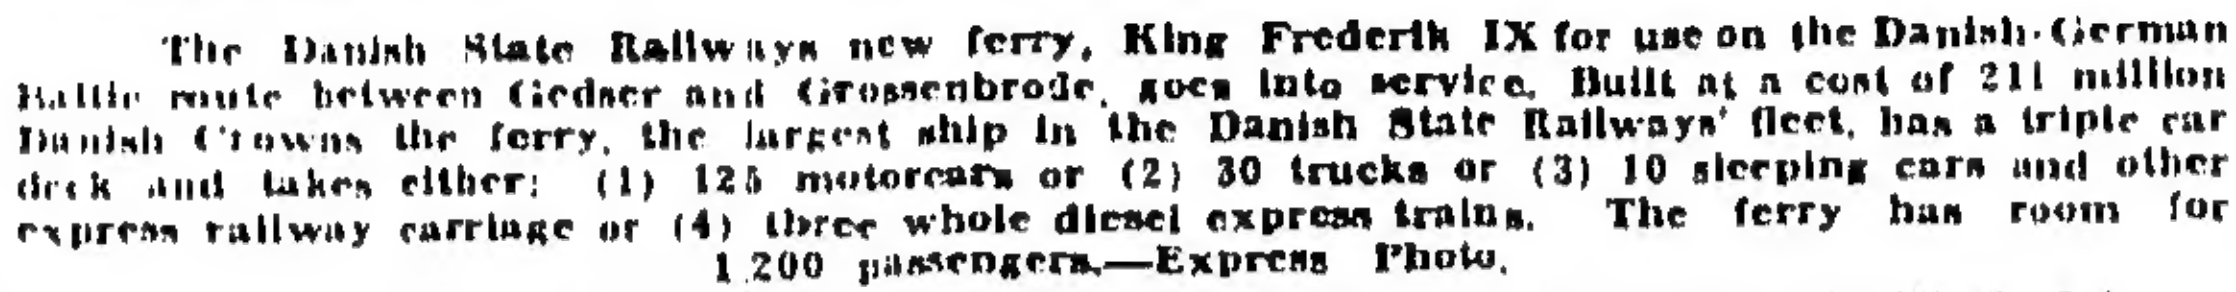 The Danish State Railways new ferry, King Frederik IX for use on the Danish-German
Baltic route between Gedser and Grossenbrode, goes into service. Built at a cost of 211 million
Danish Crowns the ferry, the largest ship in the Danish State Railways' fleet, has a triple car
deck and takes either: (1) 125 motorcars or (2) 30 trucks or (3) 10 sleeping cars and other
express railway carriage or (4) three whole diesel express trains. The ferry has room for
1,200 passengers.—Express Photo.